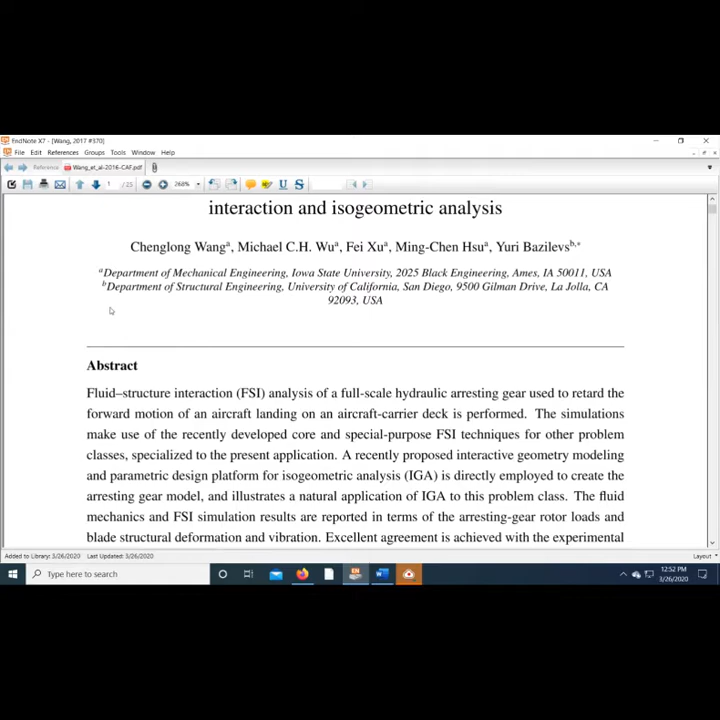 EndNote X7 - [Wang, 2017 #370]
File Edit References Groups Tools Window Help
Reference Wang_et_al-2016-CAF.pdf
1 / 25 268%
interaction and isogeometric analysis
Chenglong Wangᵃ, Michael C.H. Wuᵃ, Fei Xuᵃ, Ming-Chen Hsuᵃ, Yuri Bazilevsᵇ,*
ᵃDepartment of Mechanical Engineering, Iowa State University, 2025 Black Engineering, Ames, IA 50011, USA
ᵇDepartment of Structural Engineering, University of California, San Diego, 9500 Gilman Drive, La Jolla, CA
92093, USA
Abstract
Fluid–structure interaction (FSI) analysis of a full-scale hydraulic arresting gear used to retard the
forward motion of an aircraft landing on an aircraft-carrier deck is performed. The simulations
make use of the recently developed core and special-purpose FSI techniques for other problem
classes, specialized to the present application. A recently proposed interactive geometry modeling
and parametric design platform for isogeometric analysis (IGA) is directly employed to create the
arresting gear model, and illustrates a natural application of IGA to this problem class. The fluid
mechanics and FSI simulation results are reported in terms of the arresting-gear rotor loads and
blade structural deformation and vibration. Excellent agreement is achieved with the experimental
Added to Library: 3/26/2020 Last Updated: 3/26/2020 Layout
Type here to search
12:52 PM
3/26/2020